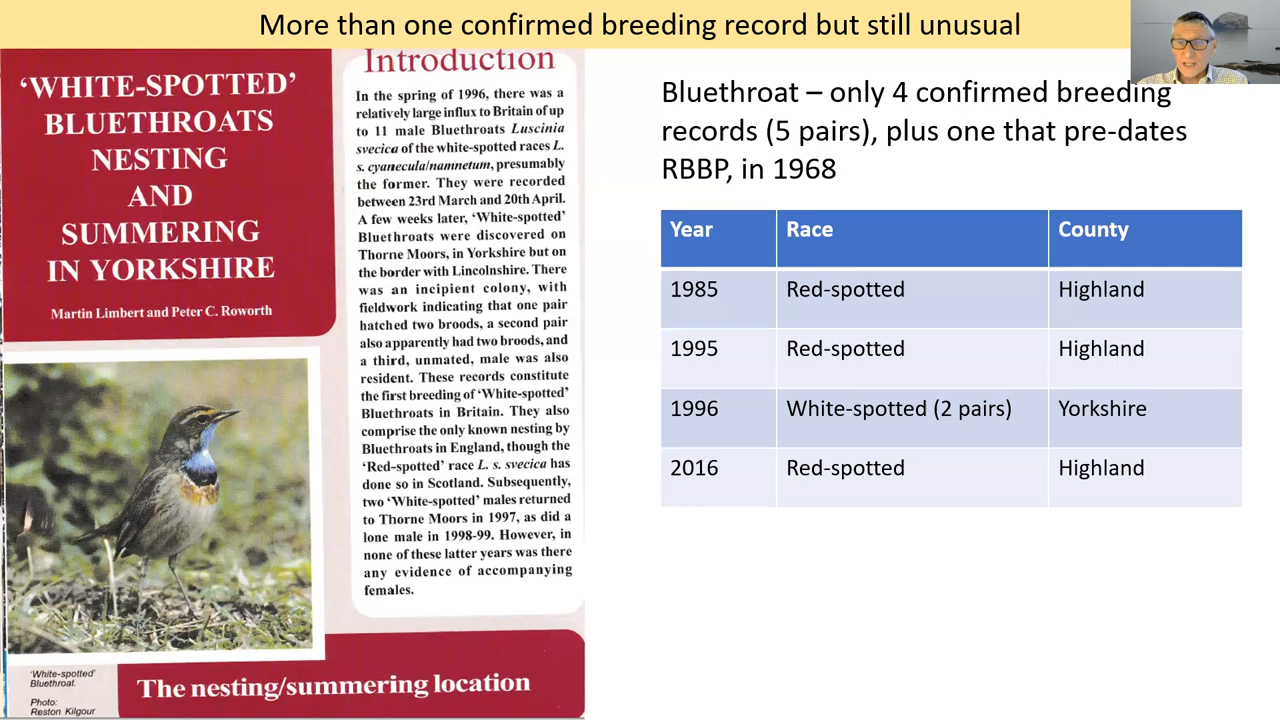 More than one confirmed breeding record but still unusual
‘WHITE-SPOTTED’
BLUETHROATS
NESTING
AND
SUMMERING
IN YORKSHIRE
Martin Limbert and Peter C. Roworth
‘White-spotted’
Bluethroat.
Photo:
Reston Kilgour
Introduction
In the spring of 1996, there was a
relatively large influx to Britain of up
to 11 male Bluethroats Luscinia
svecica of the white-spotted races L.
s. cyanecula/namnetum, presumably
the former. They were recorded
between 23rd March and 20th April.
A few weeks later, ‘White-spotted’
Bluethroats were discovered on
Thorne Moors, in Yorkshire but on
the border with Lincolnshire. There
was an incipient colony, with
fieldwork indicating that one pair
hatched two broods, a second pair
also apparently had two broods, and
a third, unmated, male was also
resident. These records constitute
the first breeding of ‘White-spotted’
Bluethroats in Britain. They also
comprise the only known nesting by
Bluethroats in England, though the
‘Red-spotted’ race L. s. svecica has
done so in Scotland. Subsequently,
two ‘White-spotted’ males returned
to Thorne Moors in 1997, as did a
lone male in 1998-99. However, in
none of these latter years was there
any evidence of accompanying
females.
The nesting/summering location
Bluethroat – only 4 confirmed breeding
records (5 pairs), plus one that pre-dates
RBBP, in 1968
Year Race County
1985 Red-spotted Highland
1995 Red-spotted Highland
1996 White-spotted (2 pairs) Yorkshire
2016 Red-spotted Highland